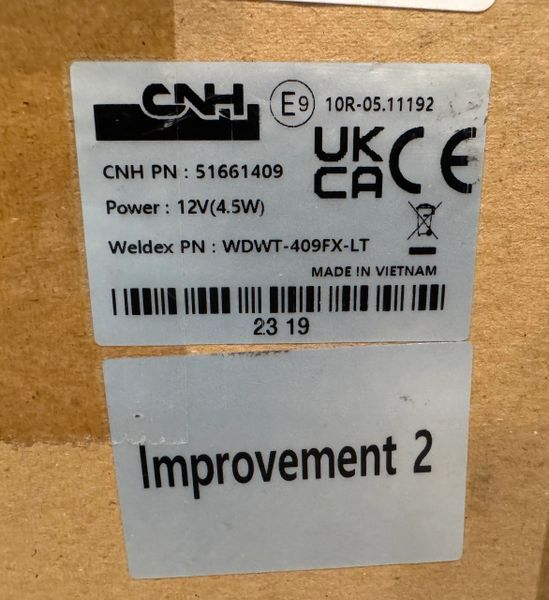 CNH
E9 10R-05.11192
CNH PN : 51661409
UK
CA CE
Power : 12V(4.5W)
Weldex PN : WDWT-409FX-LT
MADE IN VIETNAM
23 19
Improvement 2